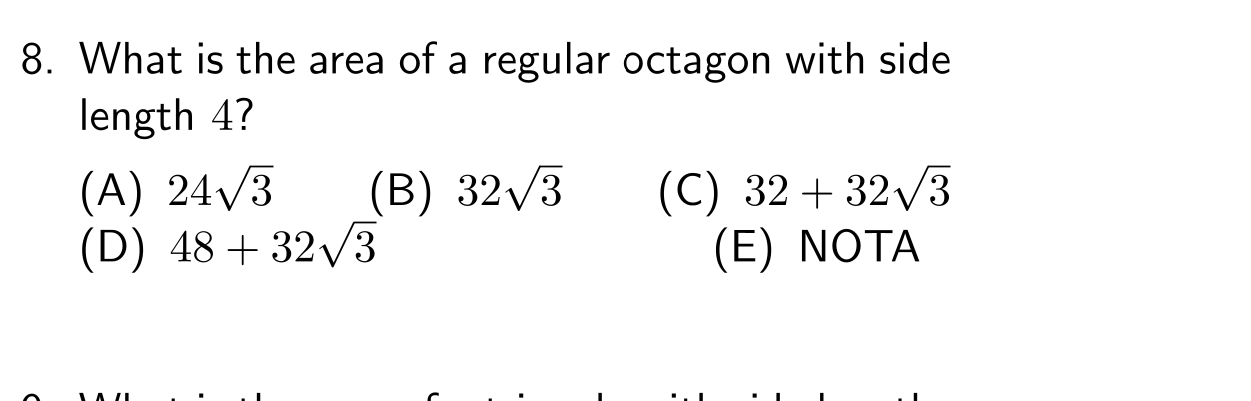 8. What is the area of a regular octagon with side
length 4?
(A) 24√3 (B) 32√3 (C) 32 + 32√3
(D) 48 + 32√3 (E) NOTA